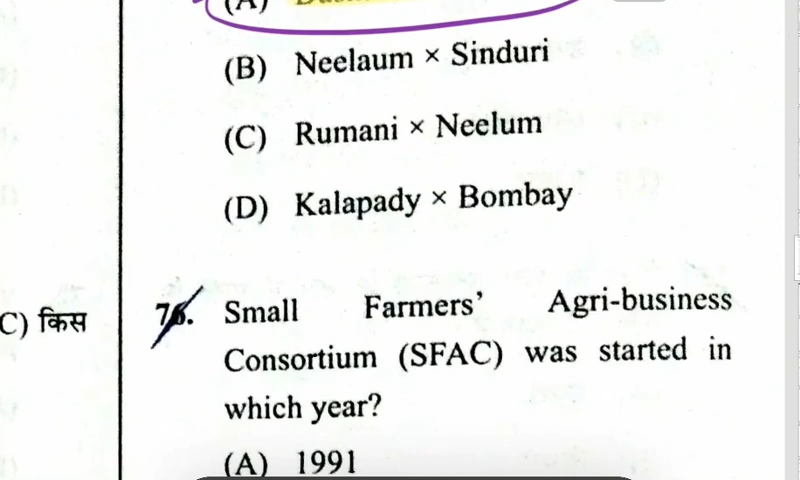 (A)
(B) Neelaum × Sinduri
(C) Rumani × Neelum
(D) Kalapady × Bombay
C) किस
76. Small Farmers' Agri-business
Consortium (SFAC) was started in
which year?
(A) 1991